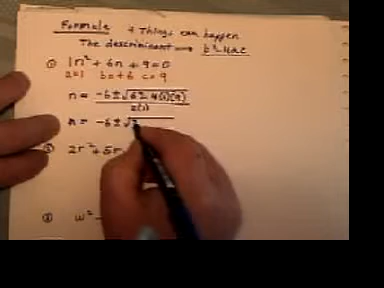 Formula 4 Things can happen
The descriminant → b²-4ac
① 1n² + 6n + 9 = 0
a=1 b=+6 c=9
n = -6±√6²-4(1)(9)
2(1)
n = -6±√
② 2r² + 5r
③ w² -